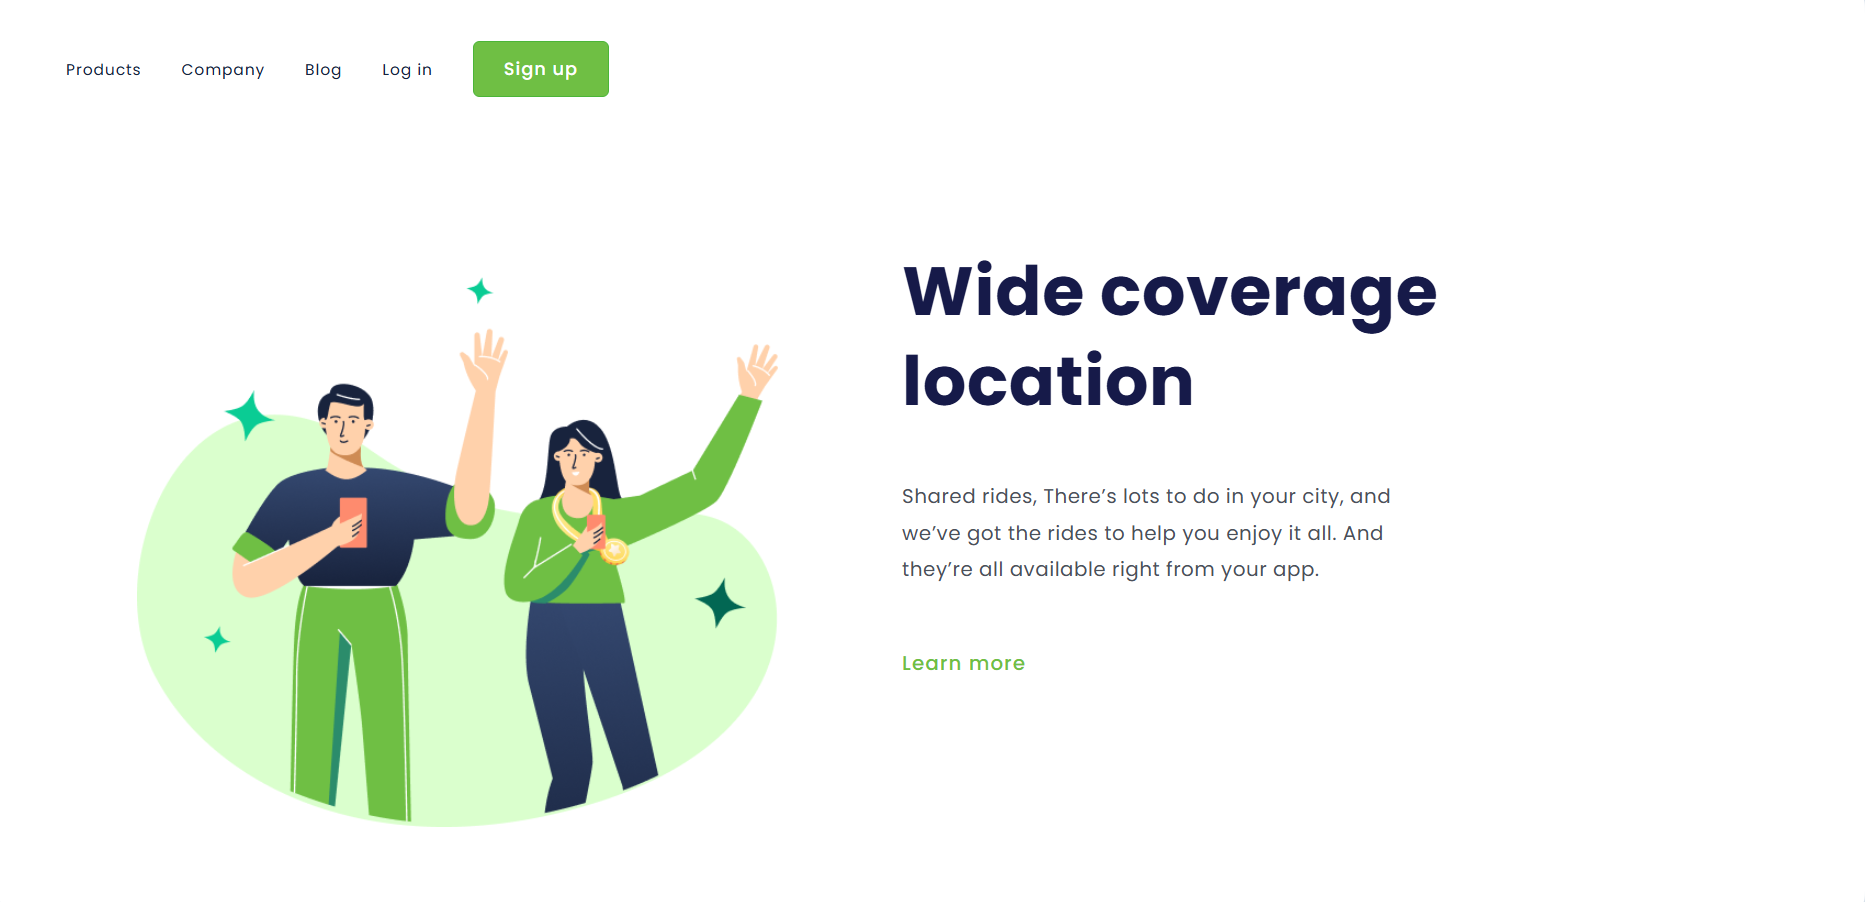 Products Company Blog Log in Sign up
Wide coverage
location
Shared rides, There’s lots to do in your city, and
we’ve got the rides to help you enjoy it all. And
they’re all available right from your app.
Learn more